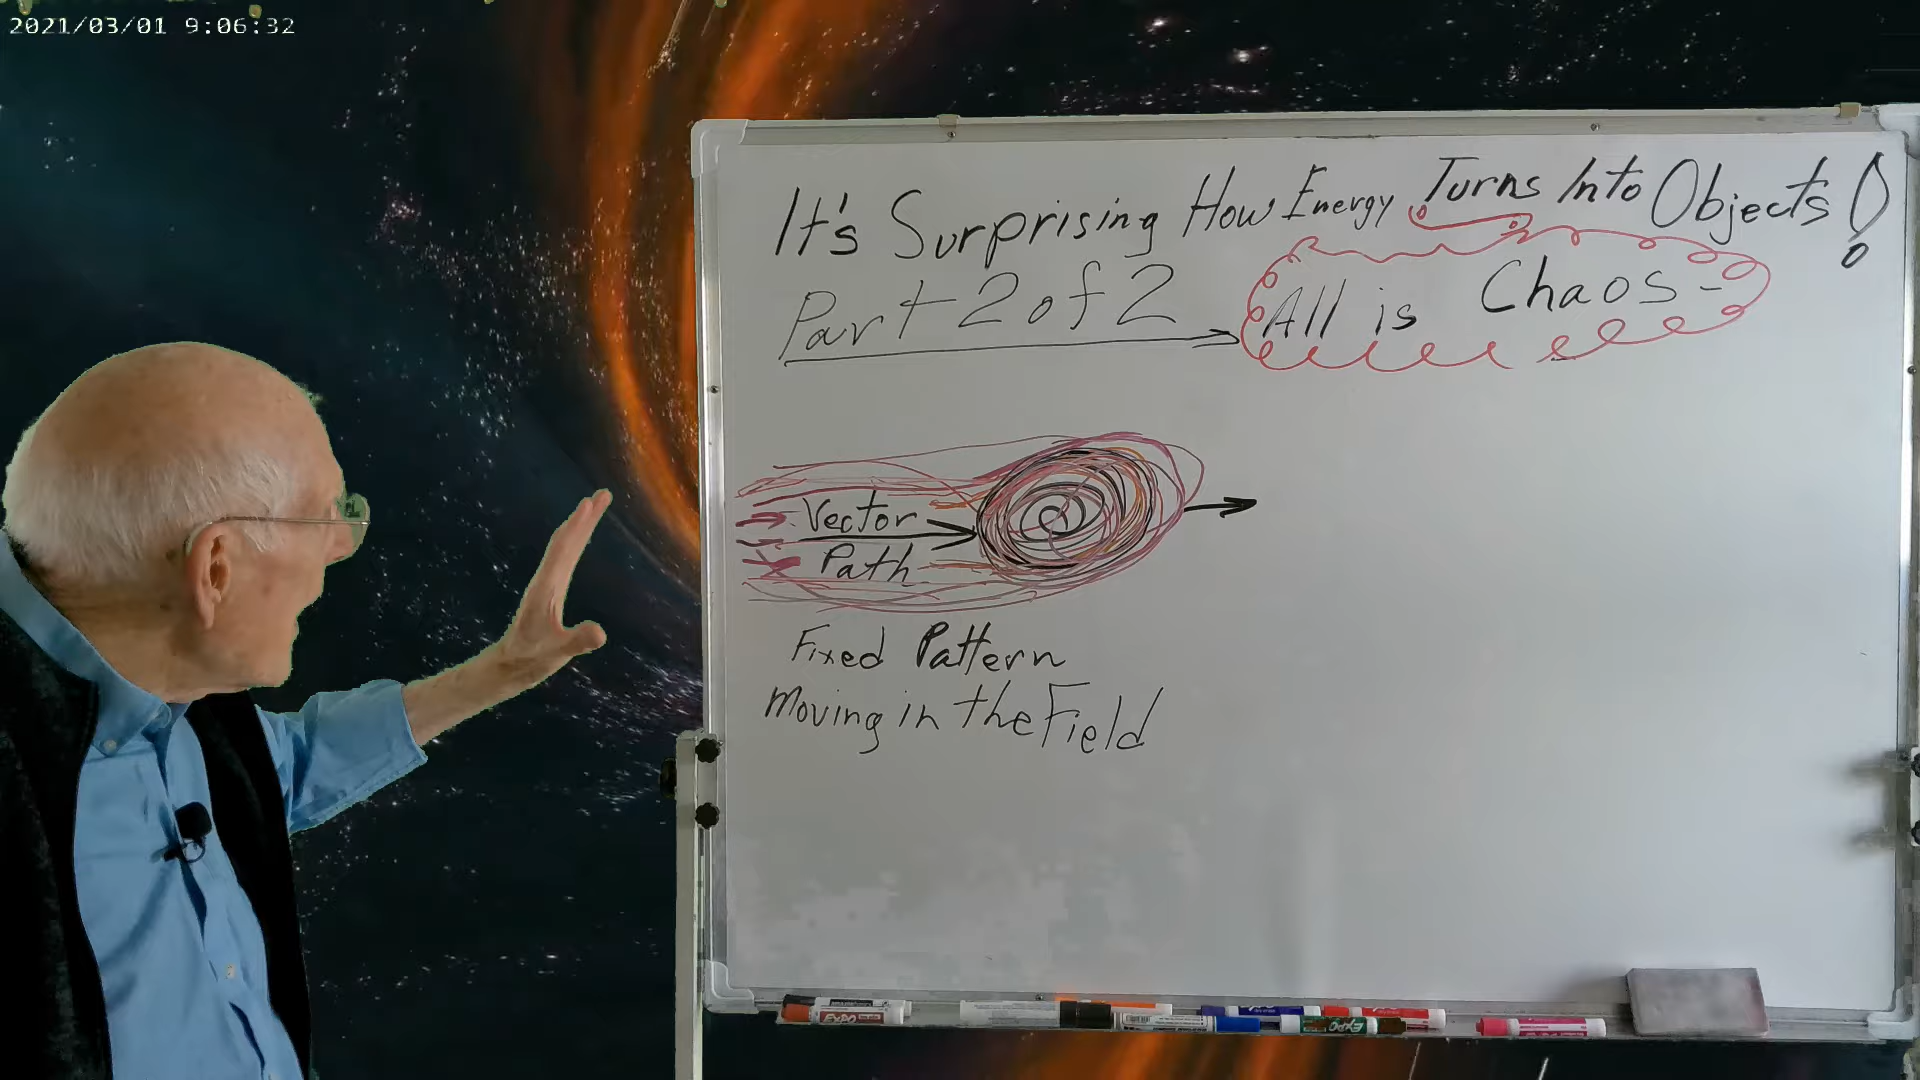 2021/03/01 9:06:32
It's Surprising How Energy Turns Into Objects!
Part 2 of 2
All is Chaos-
Vector
Path
Fixed Pattern
Moving in the Field
EXPO
EXPO